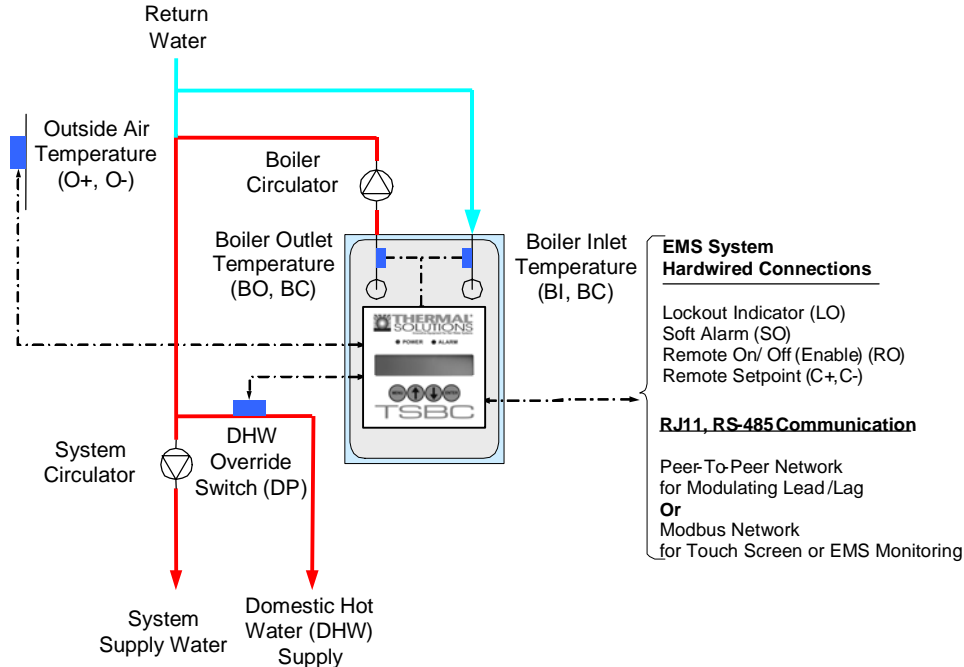 Return
Water
Outside Air
Temperature
(O+, O-)
Boiler
Circulator
Boiler Outlet
Temperature
(BO, BC)
Boiler Inlet
Temperature
(BI, BC)
THERMAL
SOLUTIONS
POWER ALARM
MENU ENTER
TSBC
DHW
Override
Switch (DP)
System
Circulator
System
Supply Water
Domestic Hot
Water (DHW)
Supply
EMS System
Hardwired Connections
Lockout Indicator (LO)
Soft Alarm (SO)
Remote On/ Off (Enable) (RO)
Remote Setpoint (C+,C-)
RJ11, RS-485 Communication
Peer-To-Peer Network
for Modulating Lead /Lag
Or
Modbus Network
for Touch Screen or EMS Monitoring